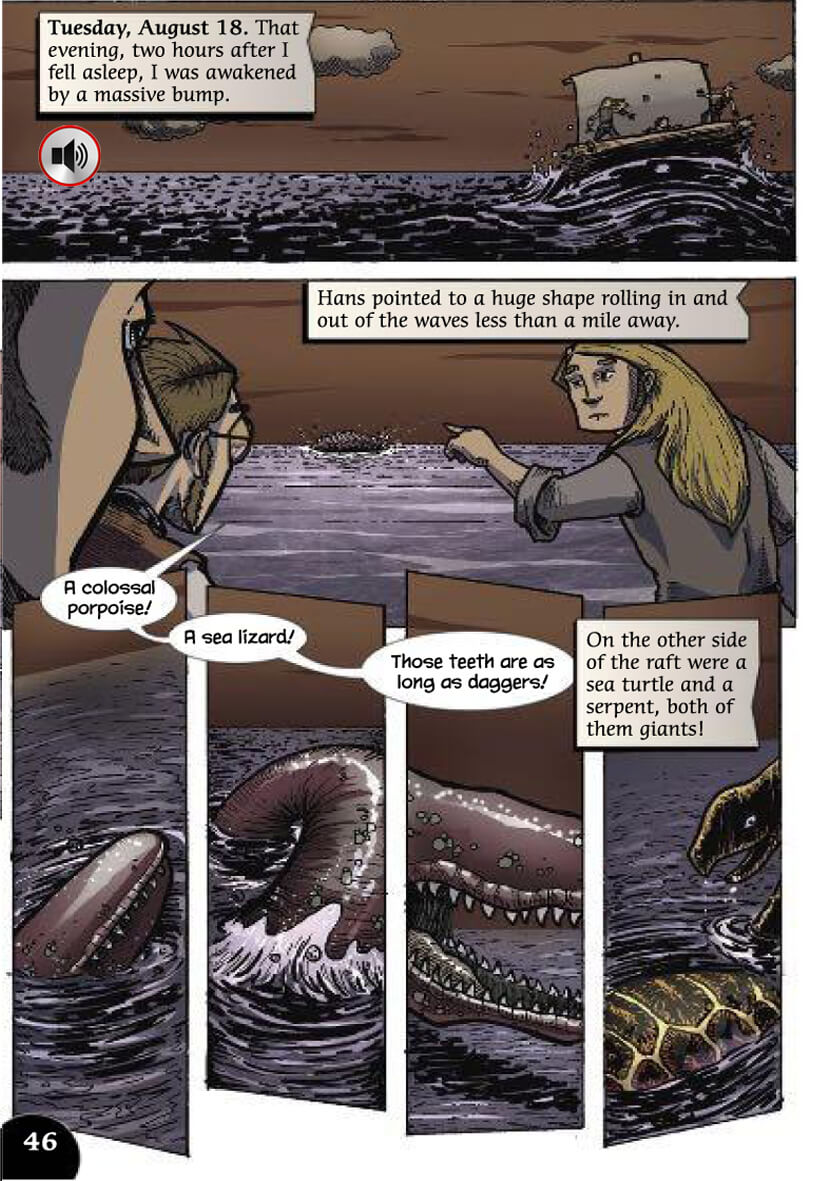 Tuesday, August 18. That
evening, two hours after I
fell asleep, I was awakened
by a massive bump.
Hans pointed to a huge shape rolling in and
out of the waves less than a mile away.
A colossal
porpoise!
A sea lizard!
Those teeth are as
long as daggers!
On the other side
of the raft were a
sea turtle and a
serpent, both of
them giants!
46